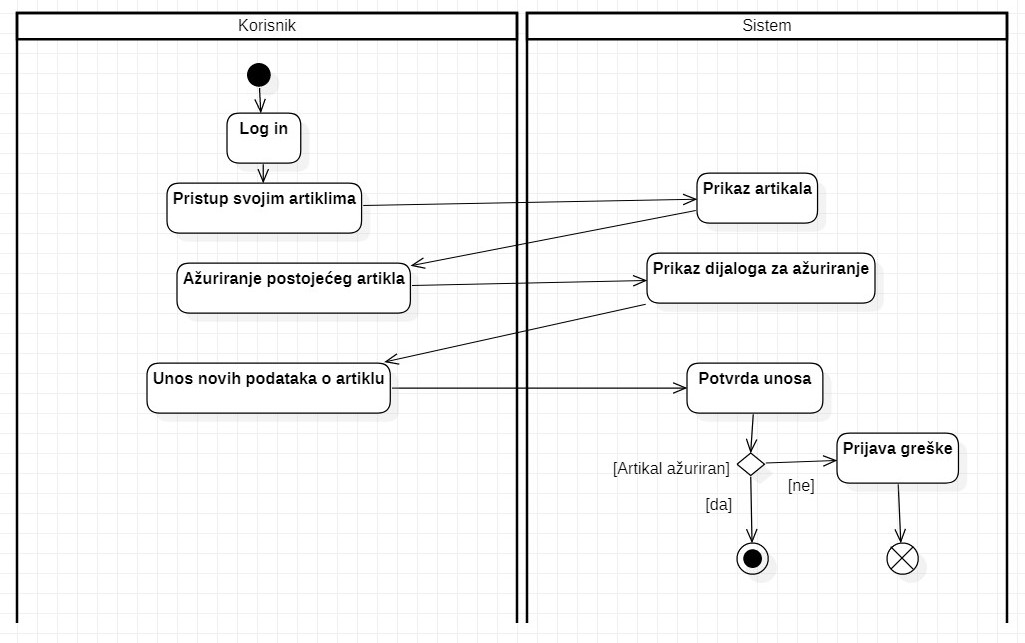 Korisnik
Sistem
Log in
Pristup svojim artiklima
Prikaz artikala
Ažuriranje postojećeg artikla
Prikaz dijaloga za ažuriranje
Unos novih podataka o artiklu
Potvrda unosa
[Artikal ažuriran]
Prijava greške
[ne]
[da]